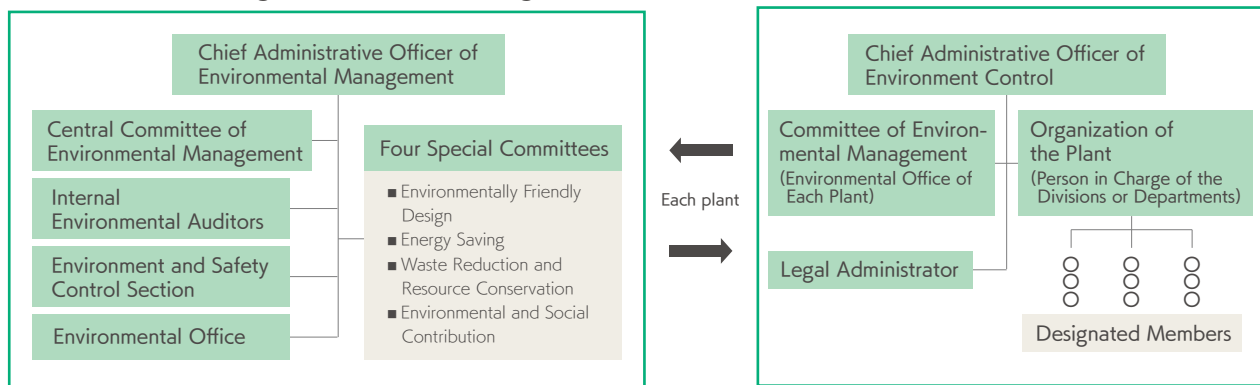 Chief Administrative Officer of
Environmental Management
Central Committee of
Environmental Management
Internal
Environmental Auditors
Environment and Safety
Control Section
Environmental Office
Four Special Committees
■ Environmentally Friendly
Design
■ Energy Saving
■ Waste Reduction and
Resource Conservation
■ Environmental and Social
Contribution
Each plant
Chief Administrative Officer of
Environment Control
Committee of Environ-
mental Management
(Environmental Office of
Each Plant)
Organization of
the Plant
(Person in Charge of the
Divisions or Departments)
Legal Administrator
Designated Members